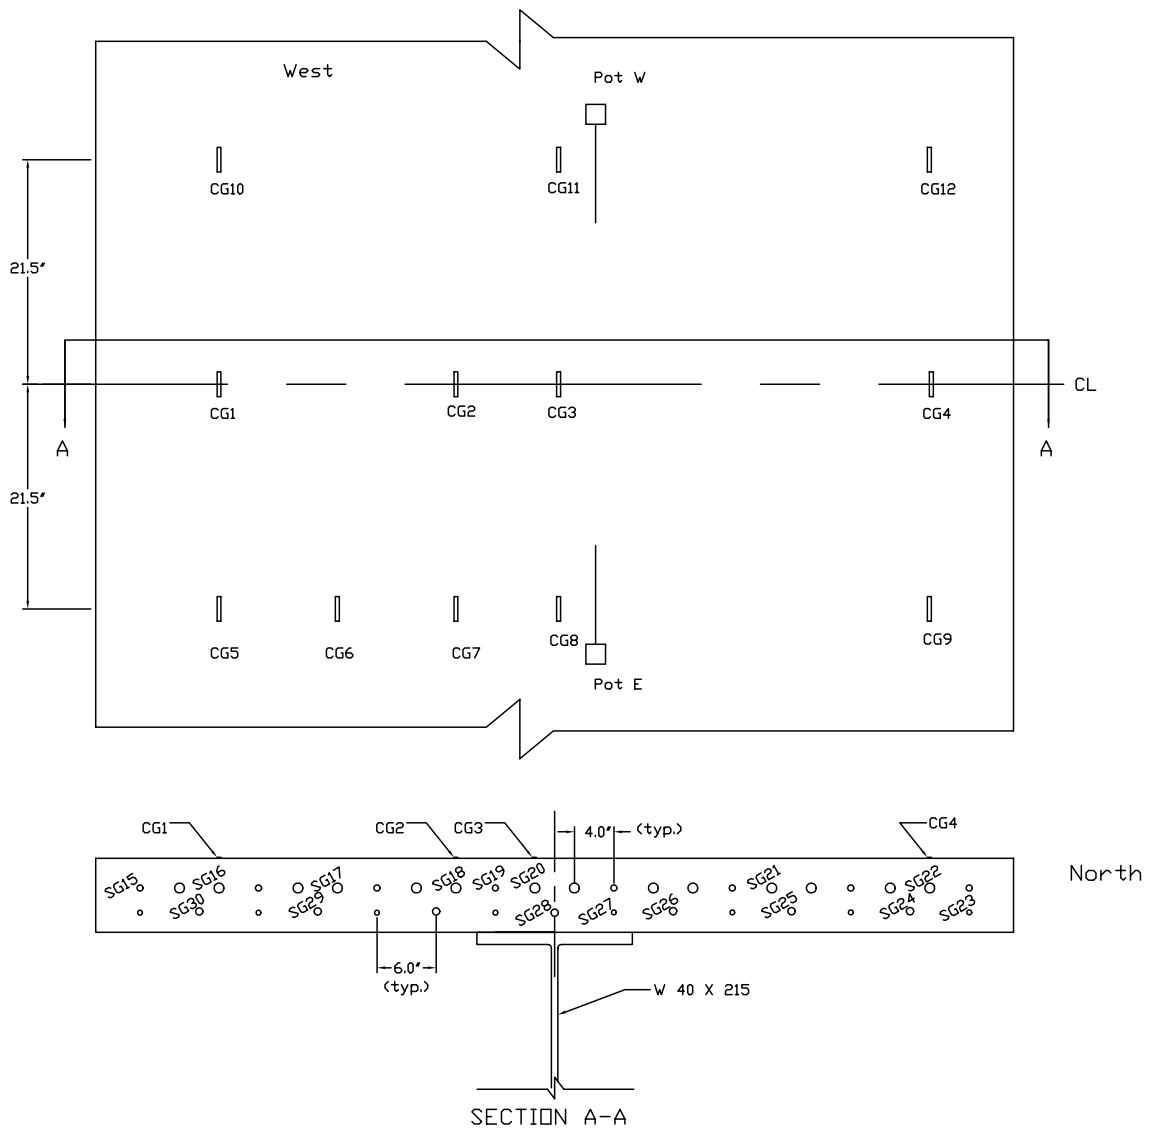 West
Pot W
CG10
CG11
CG12
21.5"
CL
CG1
CG2
CG3
CG4
A
A
21.5"
CG5
CG6
CG7
CG8
CG9
Pot E
CG1
CG2
CG3
4.0"
(typ.)
CG4
North
SG15
SG16
SG17
SG18
SG19
SG20
SG21
SG22
SG30
SG29
SG28
SG27
SG26
SG25
SG24
SG23
6.0"
(typ.)
W 40 X 215
SECTION A-A